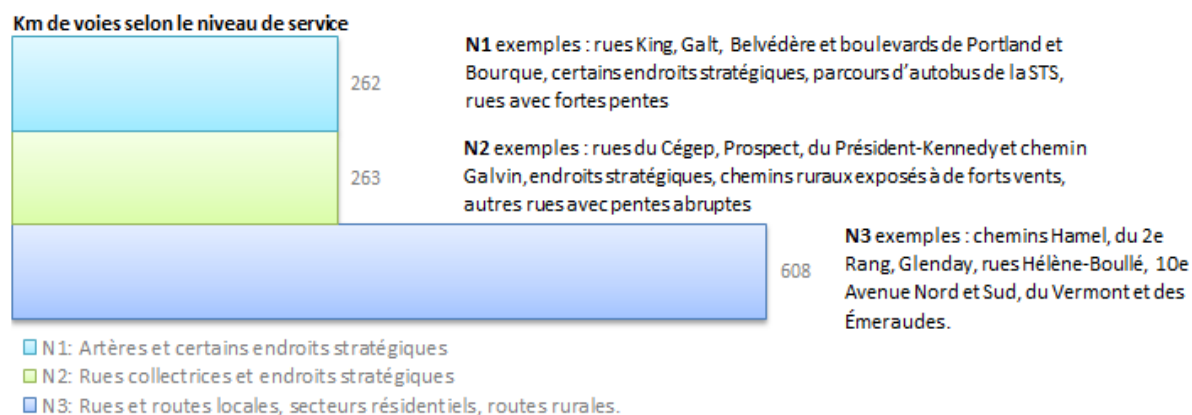 Km de voies selon le niveau de service
262
N1 exemples : rues King, Galt, Belvédère et boulevards de Portland et
Bourque, certains endroits stratégiques, parcours d'autobus de la STS,
rues avec fortes pentes
263
N2 exemples : rues du Cégep, Prospect, du Président-Kennedy et chemin
Galvin, endroits stratégiques, chemins ruraux exposés à de forts vents,
autres rues avec pentes abruptes
608
N3 exemples : chemins Hamel, du 2e
Rang, Glenday, rues Hélène-Boullé, 10e
Avenue Nord et Sud, du Vermont et des
Émeraudes.
N1: Artères et certains endroits stratégiques
N2: Rues collectrices et endroits stratégiques
N3: Rues et routes locales, secteurs résidentiels, routes rurales.